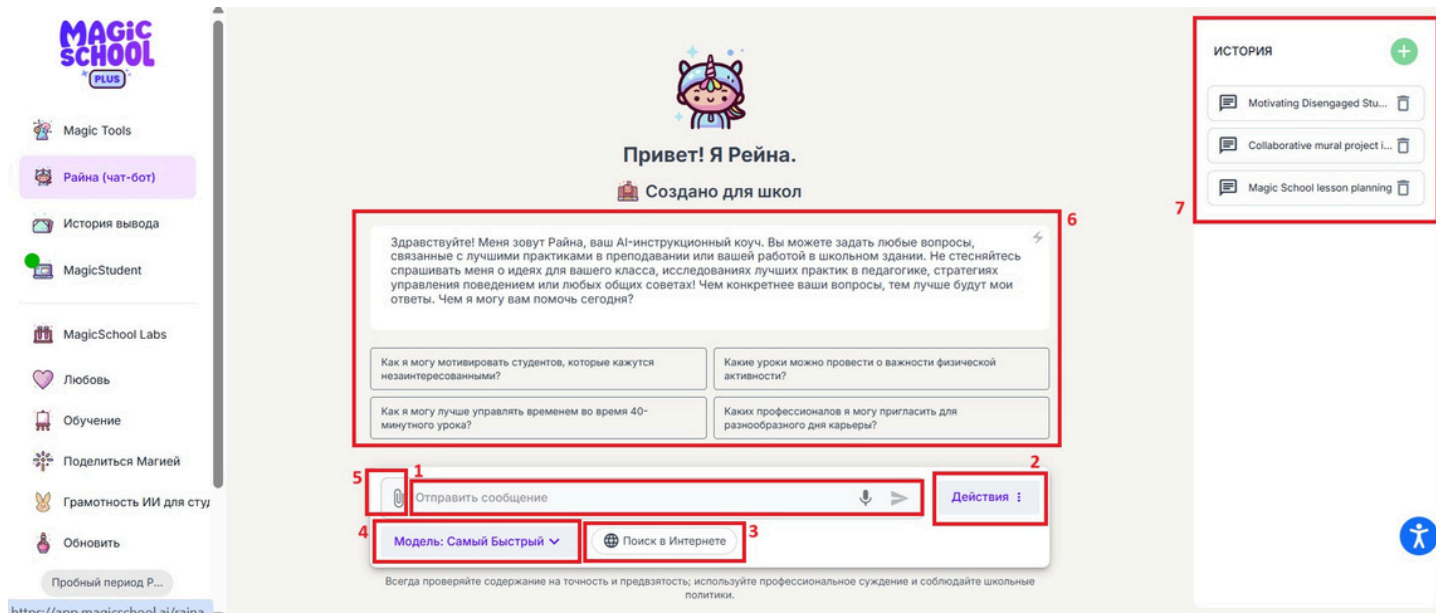 MAGIC
SCHOOL
PLUS
Magic Tools
Райна (чат-бот)
История вывода
MagicStudent
MagicSchool Labs
Любовь
Обучение
Поделиться Магией
Грамотность ИИ для сту
Обновить
Пробный период Р...
https://app.magicschool.ai/raina
Привет! Я Рейна.
Создано для школ
6
Здравствуйте! Меня зовут Райна, ваш AI-инструкционный коуч. Вы можете задать любые вопросы,
связанные с лучшими практиками в преподавании или вашей работой в школьном здании. Не стесняйтесь
спрашивать меня о идеях для вашего класса, исследованиях лучших практик в педагогике, стратегиях
управления поведением или любых общих советах! Чем конкретнее ваши вопросы, тем лучше будут мои
ответы. Чем я могу вам помочь сегодня?
Как я могу мотивировать студентов, которые кажутся
незаинтересованными?
Какие уроки можно провести о важности физической
активности?
Как я могу лучше управлять временем во время 40-
минутного урока?
Каких профессионалов я могу пригласить для
разнообразного дня карьеры?
5
1
Отправить сообщение
2
Действия
4
Модель: Самый Быстрый
Поиск в Интернете
3
Всегда проверяйте содержание на точность и предвзятость; используйте профессиональное суждение и соблюдайте школьные
политики.
7
ИСТОРИЯ
Motivating Disengaged Stu...
Collaborative mural project i...
Magic School lesson planning